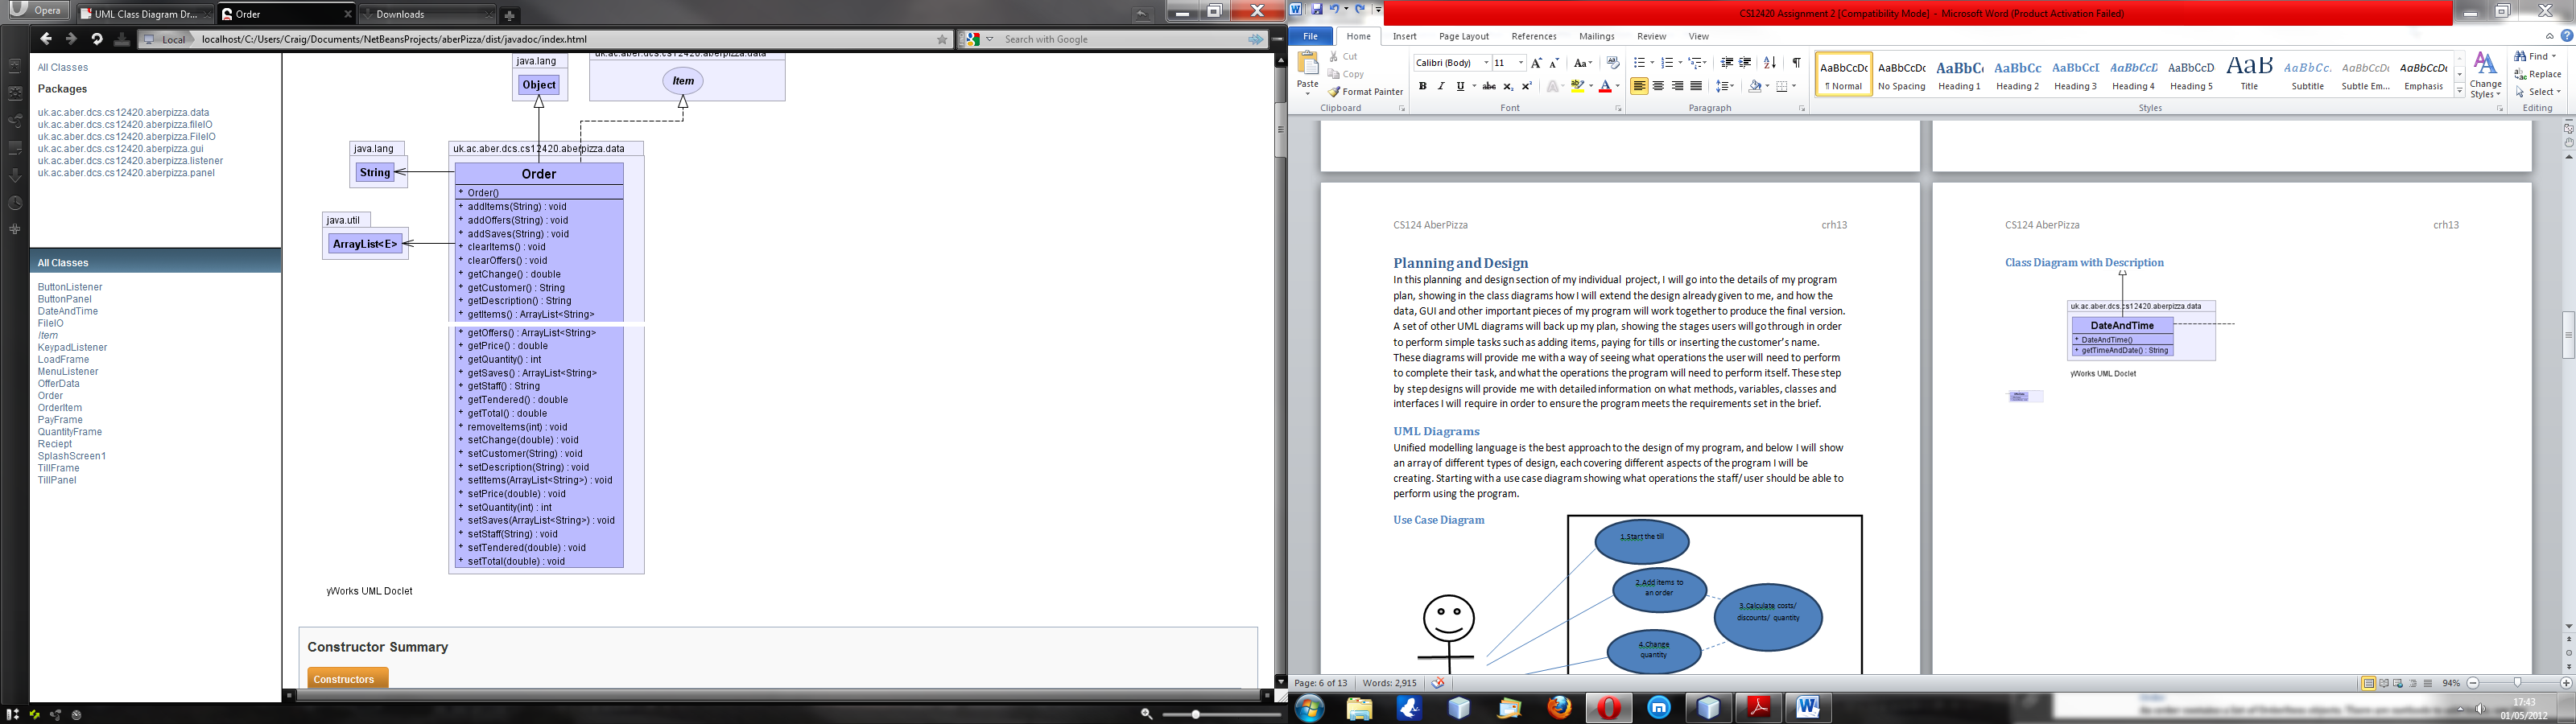 Opera
UML Class Diagram Dr...
Order
Downloads
Local
localhost/C:/Users/Craig/Documents/NetBeansProjects/aberPizza/dist/javadoc/index.html
Search with Google
All Classes
Packages
uk.ac.aber.dcs.cs12420.aberpizza.data
uk.ac.aber.dcs.cs12420.aberpizza.fileIO
uk.ac.aber.dcs.cs12420.aberpizza.FileIO
uk.ac.aber.dcs.cs12420.aberpizza.gui
uk.ac.aber.dcs.cs12420.aberpizza.listener
uk.ac.aber.dcs.cs12420.aberpizza.panel
All Classes
ButtonListener
ButtonPanel
DateAndTime
FileIO
Item
KeypadListener
LoadFrame
MenuListener
OfferData
Order
OrderItem
PayFrame
QuantityFrame
Reciept
SplashScreen1
TillFrame
TillPanel
java.lang
Object
uk.ac.aber.dcs.cs12420.aberpizza.data
Item
java.lang
String
java.util
ArrayList<E>
uk.ac.aber.dcs.cs12420.aberpizza.data
Order
+ Order()
+ addItems(String) : void
+ addOffers(String) : void
+ addSaves(String) : void
+ clearItems() : void
+ clearOffers() : void
+ getChange() : double
+ getCustomer() : String
+ getDescription() : String
+ getItems() : ArrayList<String>
+ getOffers() : ArrayList<String>
+ getPrice() : double
+ getQuantity() : int
+ getSaves() : ArrayList<String>
+ getStaff() : String
+ getTendered() : double
+ getTotal() : double
+ removeItems(int) : void
+ setChange(double) : void
+ setCustomer(String) : void
+ setDescription(String) : void
+ setItems(ArrayList<String>) : void
+ setPrice(double) : void
+ setQuantity(int) : int
+ setSaves(ArrayList<String>) : void
+ setStaff(String) : void
+ setTendered(double) : void
+ setTotal(double) : void
yWorks UML Doclet
Constructor Summary
Constructors
CS12420 Assignment 2 [Compatibility Mode] - Microsoft Word (Product Activation Failed)
File Home Insert Page Layout References Mailings Review View
Paste
Cut
Copy
Format Painter
Clipboard
Calibri (Body) 11
Font
Paragraph
AaBbCcDc AaBbCcDc AaBbC AaBbCc AaBbCcI AaBbCcD AaBbCcD AaB AaBbCc. AaBbCcDc AaBbCcDc
¶ Normal No Spacing Heading 1 Heading 2 Heading 3 Heading 4 Heading 5 Title Subtitle Subtle Em... Emphasis
Styles
Change Styles
Find
Replace
Select
Editing
CS124 AberPizza crh13
Planning and Design
In this planning and design section of my individual project, I will go into the details of my program
plan, showing in the class diagrams how I will extend the design already given to me, and how the
data, GUI and other important pieces of my program will work together to produce the final version.
A set of other UML diagrams will back up my plan, showing the stages users will go through in order
to perform simple tasks such as adding items, paying for tills or inserting the customer's name.
These diagrams will provide me with a way of seeing what operations the user will need to perform
to complete their task, and what the operations the program will need to perform itself. These step
by step designs will provide me with detailed information on what methods, variables, classes and
interfaces I will require in order to ensure the program meets the requirements set in the brief.
UML Diagrams
Unified modelling language is the best approach to the design of my program, and below I will show
an array of different types of design, each covering different aspects of the program I will be
creating. Starting with a use case diagram showing what operations the staff/ user should be able to
perform using the program.
Use Case Diagram
1.Start the till
2.Add items to
an order
3.Calculate costs/
discounts/ quantity
4.Change
quantity
CS124 AberPizza crh13
Class Diagram with Description
uk.ac.aber.dcs.cs12420.aberpizza.data
DateAndTime
+ DateAndTime()
+ getTimeAndDate() : String
yWorks UML Doclet
Page: 6 of 13 Words: 2,915
94%
17:43
01/05/2012